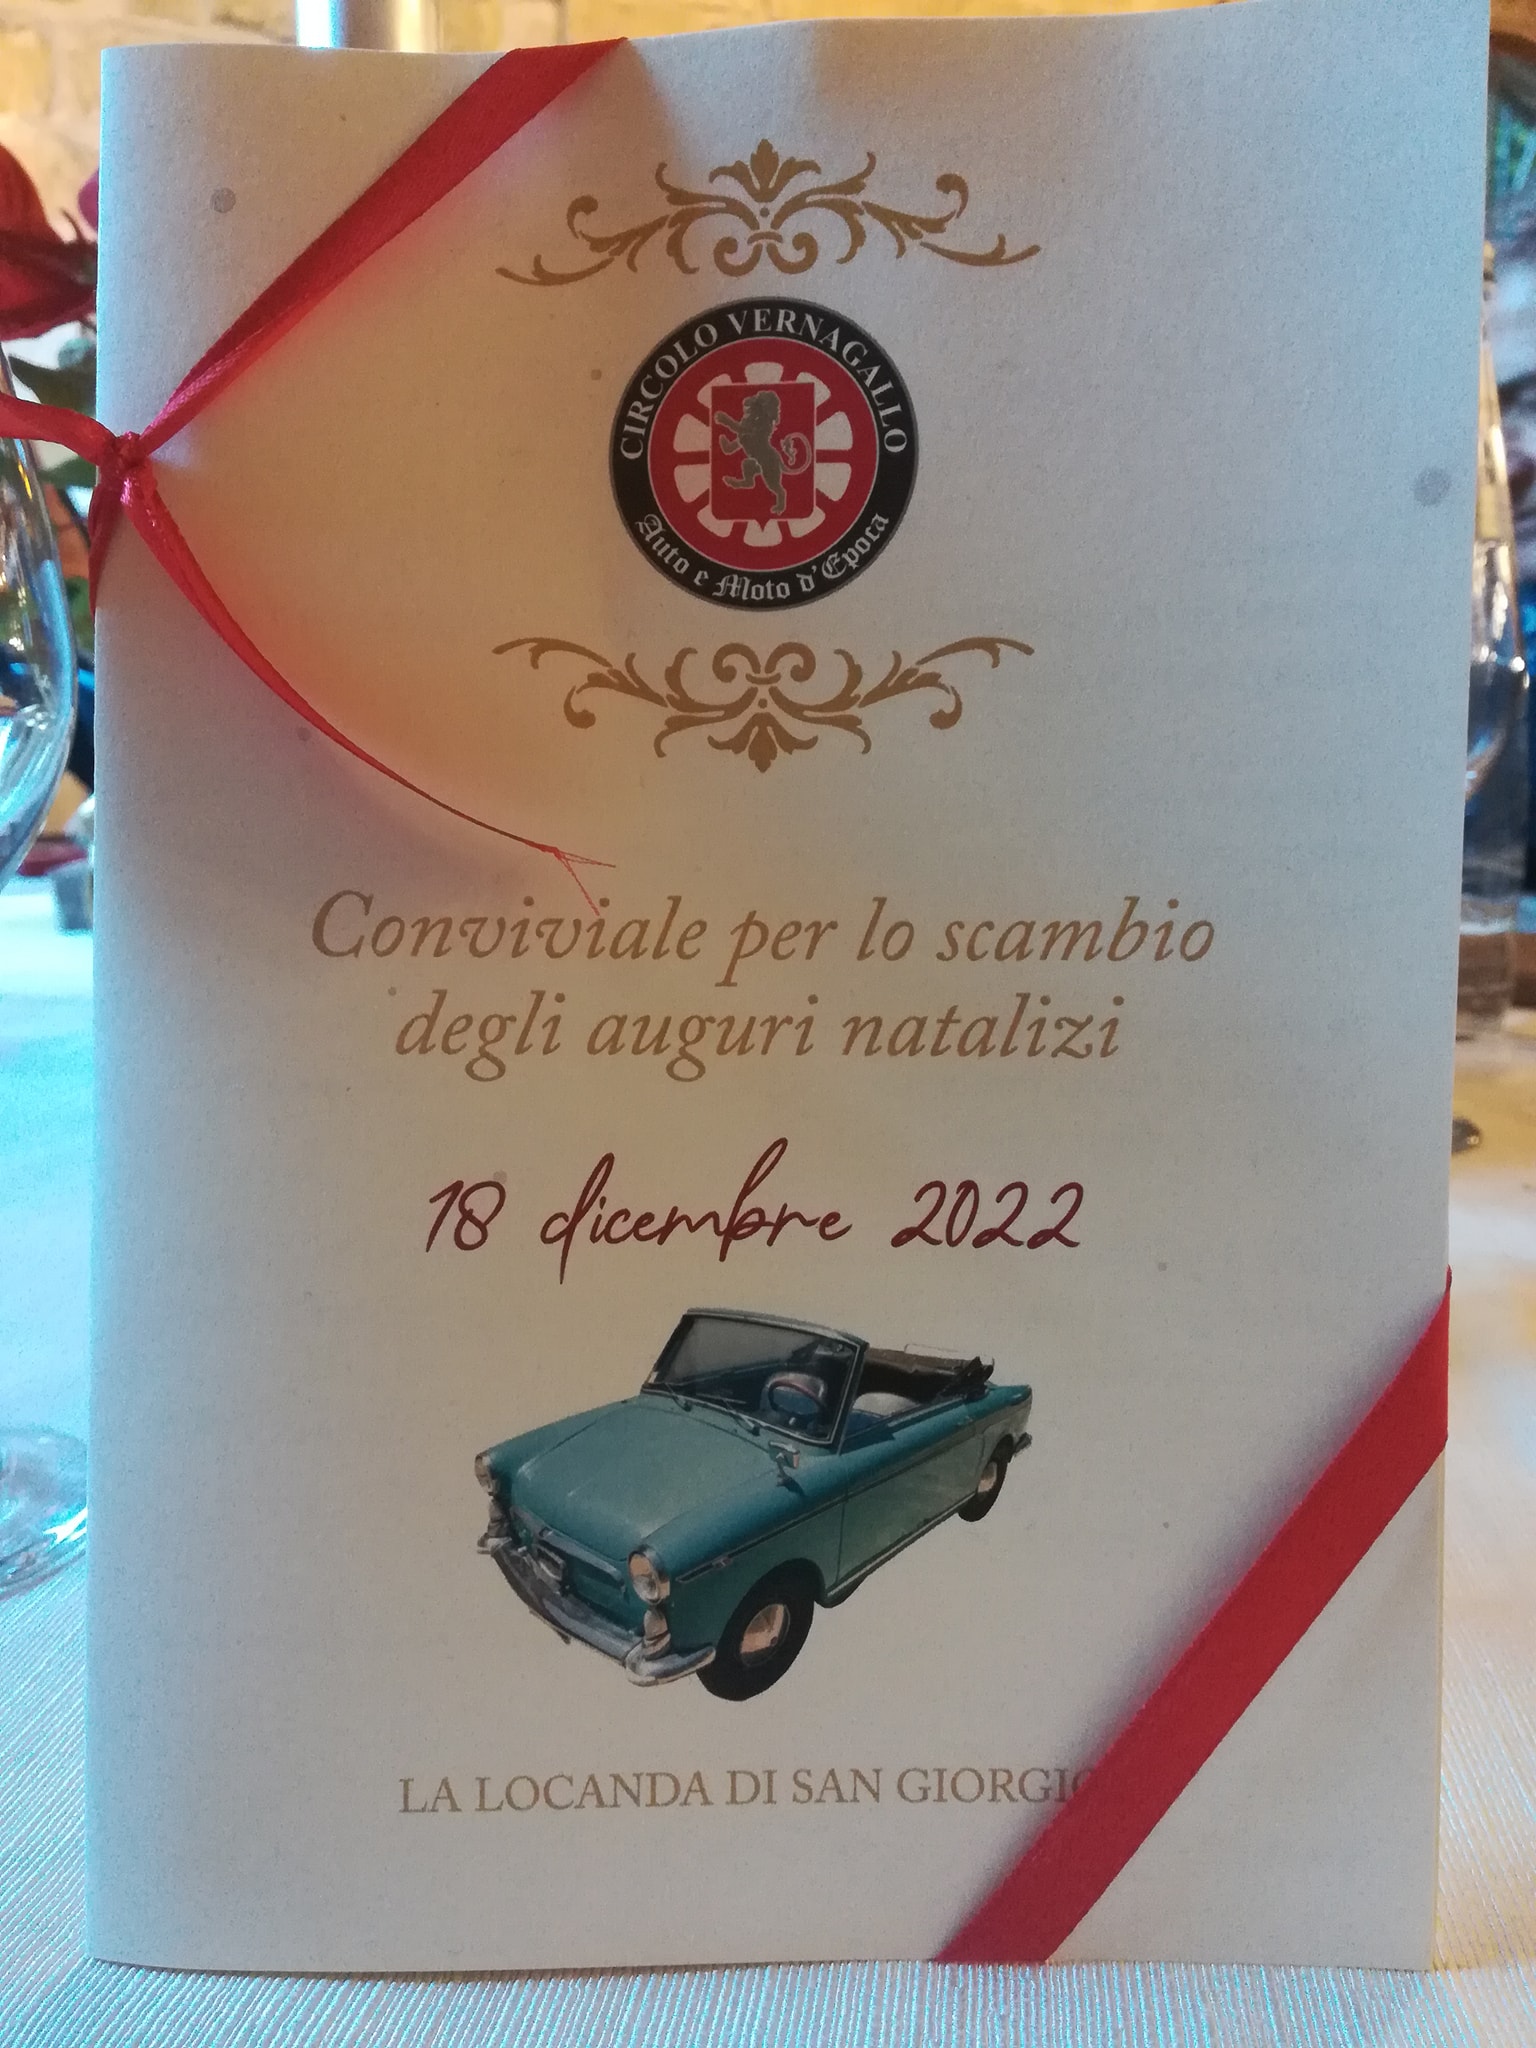 CIRCOLO VERNAGALLO
Auto e Moto d'Epoca
Conviviale per lo scambio
degli auguri natalizi
18 dicembre 2022
LA LOCANDA DI SAN GIORGIO